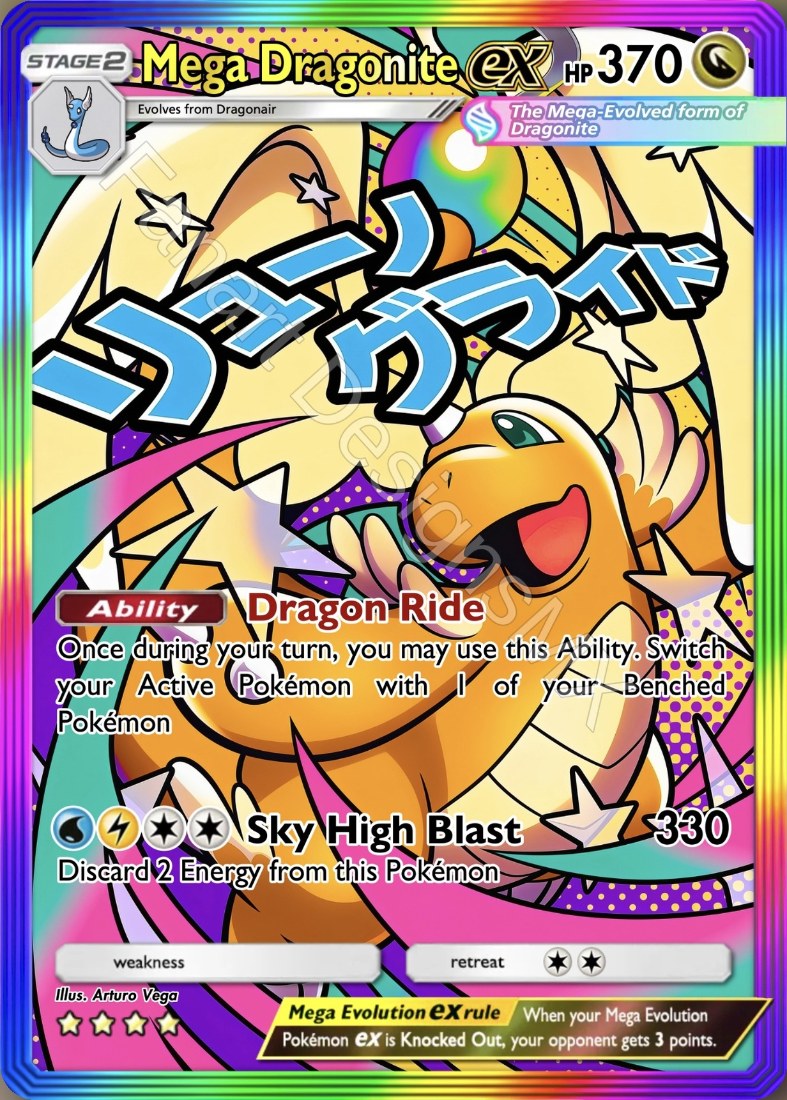 STAGE2 Mega Dragonite ex HP 370
Evolves from Dragonair
The Mega-Evolved form of
Dragonite
リューノ
グライド
Fanart DesignsMX
Ability Dragon Ride
Once during your turn, you may use this Ability. Switch
your Active Pokémon with 1 of your Benched
Pokémon
Sky High Blast 330
Discard 2 Energy from this Pokémon
weakness
retreat
Illus. Arturo Vega
Mega Evolution ex rule When your Mega Evolution
Pokémon ex is Knocked Out, your opponent gets 3 points.